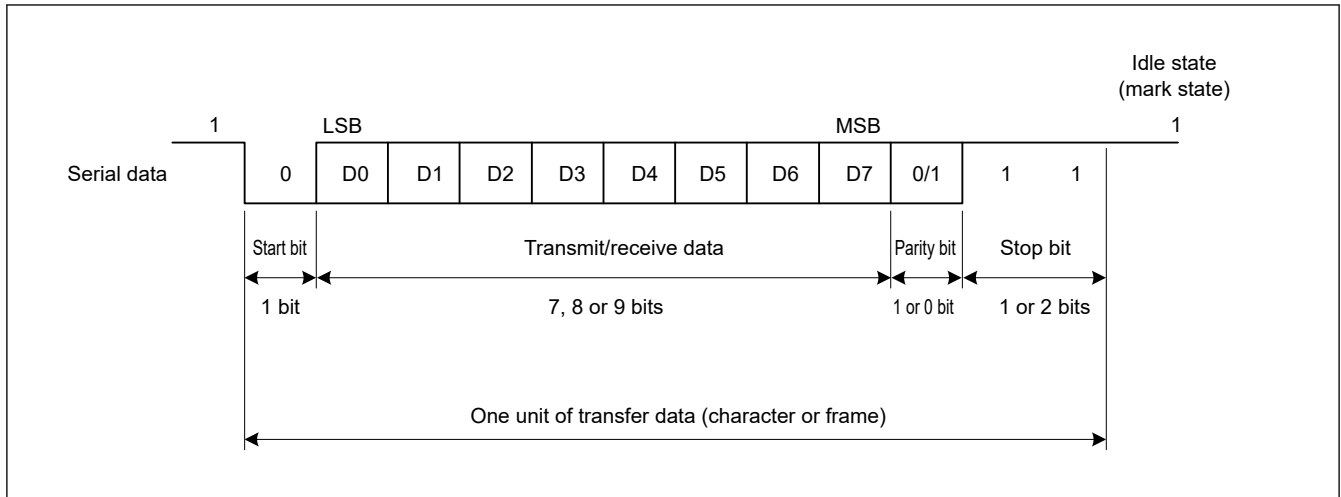 Idle state
(mark state)
1 LSB MSB 1
Serial data 0 D0 D1 D2 D3 D4 D5 D6 D7 0/1 1 1
Start bit Transmit/receive data Parity bit Stop bit
1 bit 7, 8 or 9 bits 1 or 0 bit 1 or 2 bits
One unit of transfer data (character or frame)